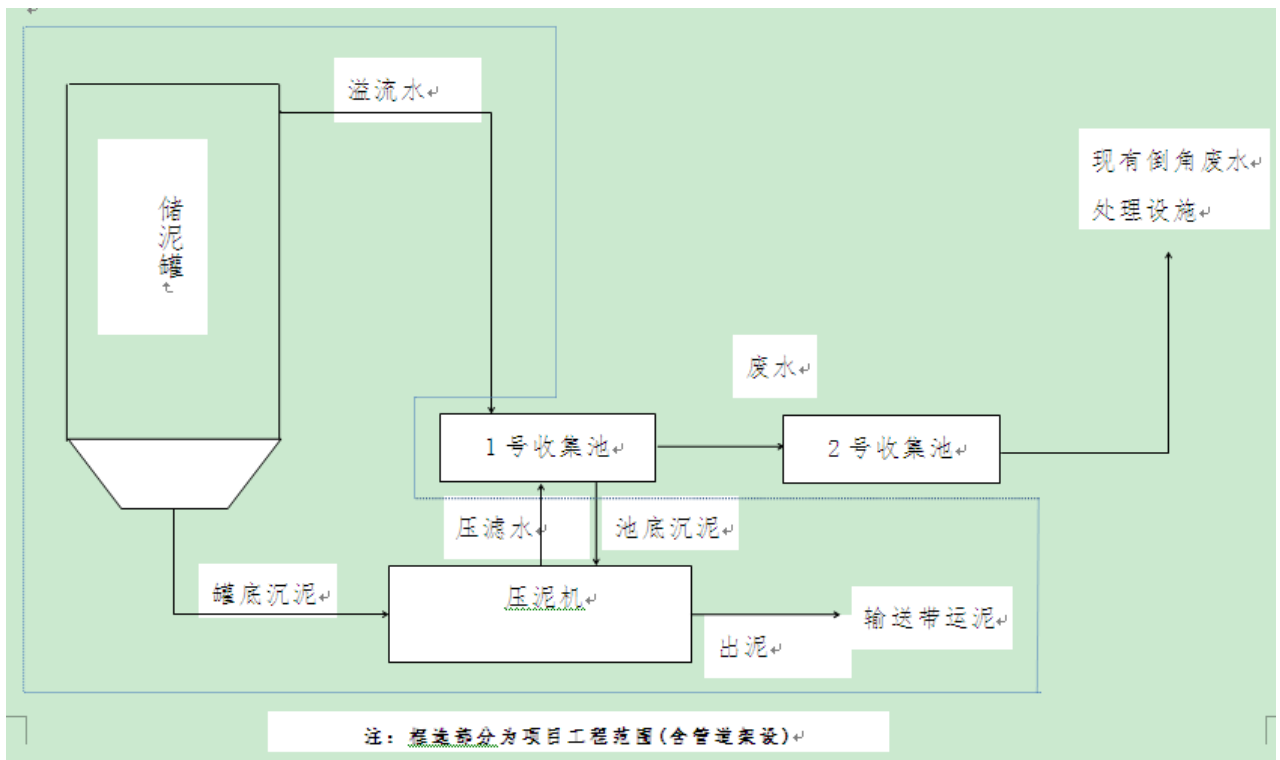 溢流水
现有倒角废水
处理设施
储泥罐
废水
1号收集池
2号收集池
压滤水
池底沉泥
罐底沉泥
压泥机
输送带运泥
出泥
注：框选部分为项目工程范围(含管道架设)